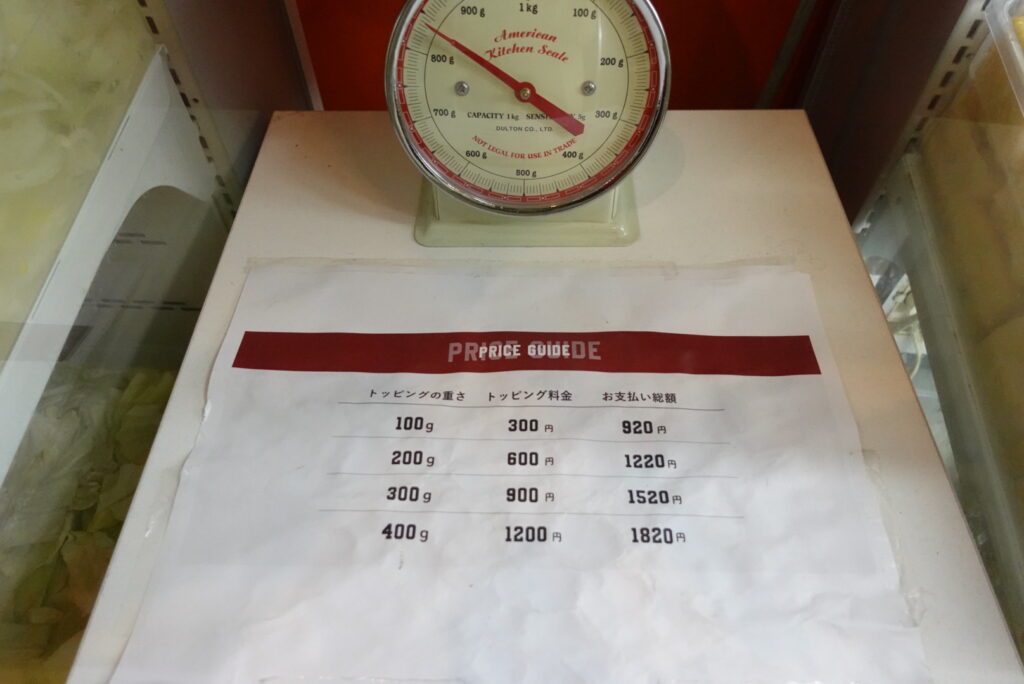 1kg
900g
100g
American
Kitchen Scale
800g
200g
700g
300g
CAPACITY 1kg
5g
DULTON CO., LTD.
NOT LEGAL FOR USE IN TRADE
600g
400g
500g
PRICE GUIDE
PRICE GUIDE
トッピングの重さ トッピング料金 お支払い総額
100g 300円 920円
200g 600円 1220円
300g 900円 1520円
400g 1200円 1820円